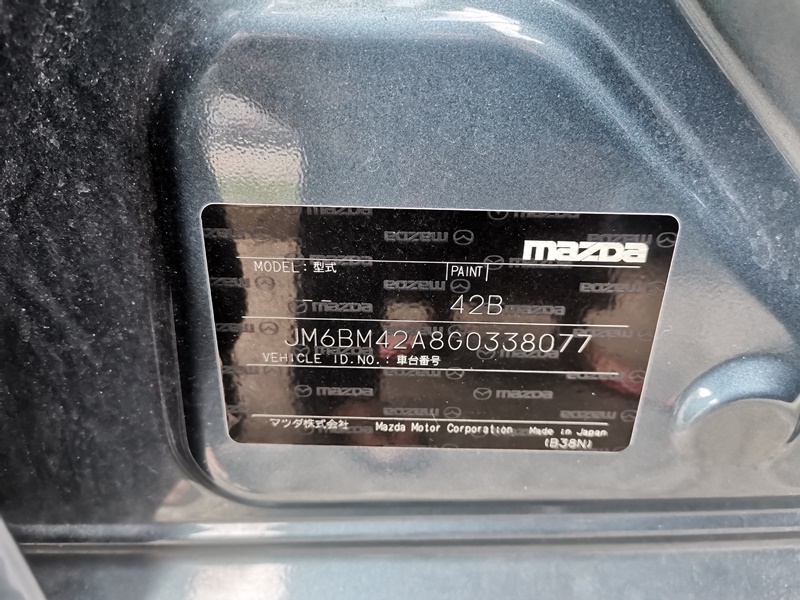 mazda
MODEL: 型式 PAINT
-- 42B
JM6BM42A8G0338077
VEHICLE ID.NO.: 車台番号
マツダ株式会社 Mazda Motor Corporation Made in Japan
(B38N)